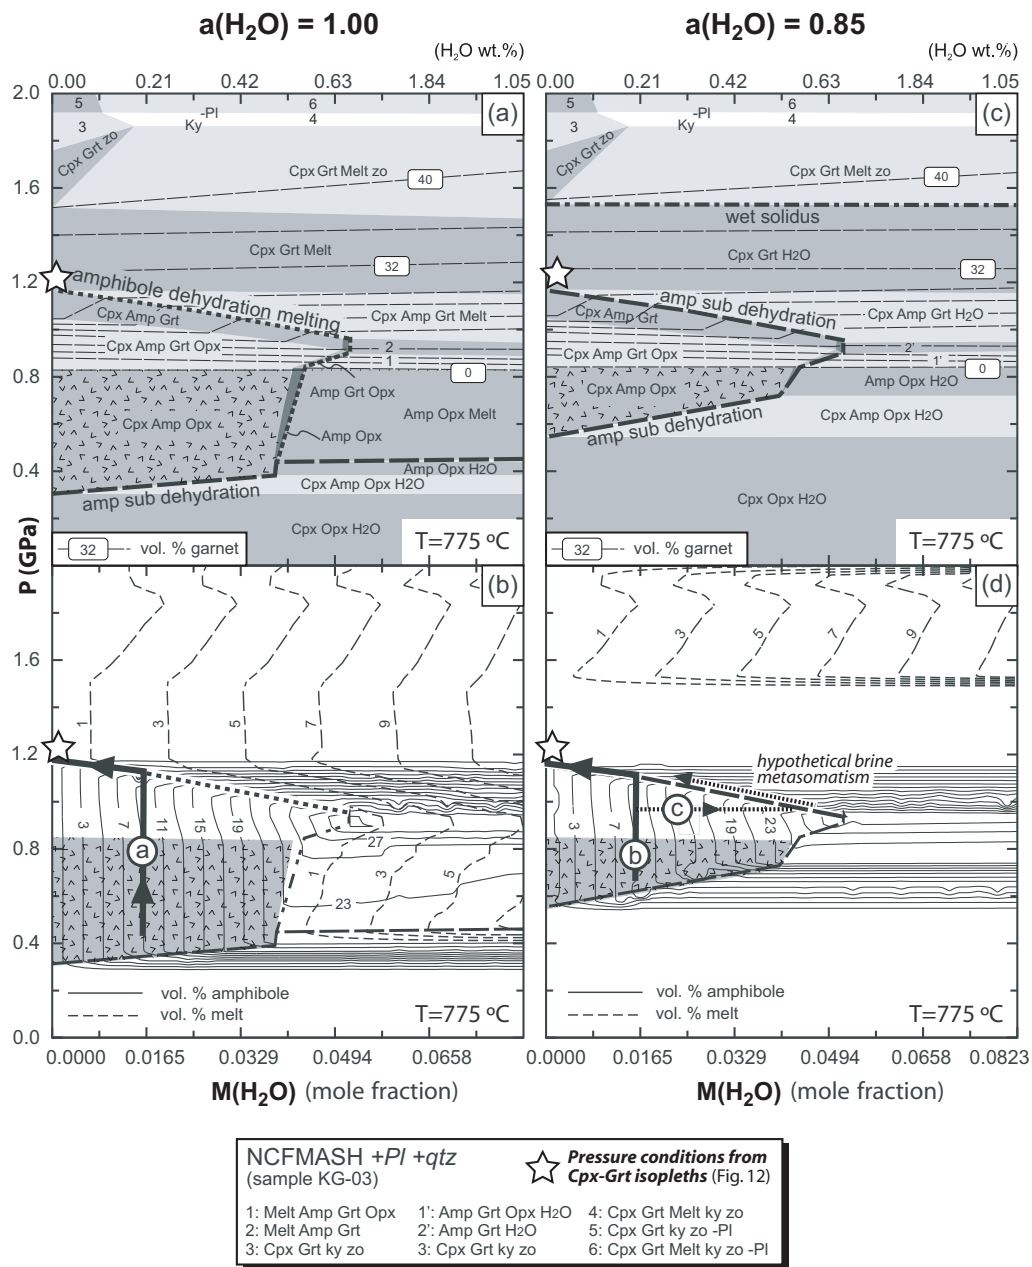 a(H2O) = 1.00
a(H2O) = 0.85
(H2O wt.%)
(H2O wt.%)
0.00 0.21 0.42 0.63 1.84 1.05
0.00 0.21 0.42 0.63 1.84 1.05
2.0
1.6
1.2
0.8
0.4
P (GPa)
(a)
5
6
-Pl
Ky
4
3
Cpx Grt zo
Cpx Grt Melt zo
40
Cpx Grt Melt
32
amphibole dehydration melting
Cpx Amp Grt
Cpx Amp Grt Melt
Cpx Amp Grt Opx
2
1
0
Amp Grt Opx
Cpx Amp Opx
Amp Opx Melt
Amp Opx
Amp Opx H2O
amp sub dehydration
Cpx Amp Opx H2O
Cpx Opx H2O
32 vol. % garnet
T=775 ºC
(c)
5
6
-Pl
Ky
4
3
Cpx Grt zo
Cpx Grt Melt zo
40
wet solidus
Cpx Grt H2O
32
amp sub dehydration
Cpx Amp Grt
Cpx Amp Grt H2O
Cpx Amp Grt Opx
2'
1'
0
Cpx Amp Opx
Amp Opx H2O
amp sub dehydration
Cpx Amp Opx H2O
Cpx Opx H2O
32 vol. % garnet
T=775 ºC
(b)
1.6
1.2
0.8
0.4
0.0
1 3 5 7 9
3 7 11 15 19
a
27
1 3 5
23
vol. % amphibole
vol. % melt
T=775 ºC
(d)
1 3 5 7 9
hypothetical brine
metasomatism
c
3 7 19 23
b
vol. % amphibole
vol. % melt
T=775 ºC
0.0000 0.0165 0.0329 0.0494 0.0658
0.0000 0.0165 0.0329 0.0494 0.0658 0.0823
M(H2O) (mole fraction)
M(H2O) (mole fraction)
NCFMASH +Pl +qtz
(sample KG-03)
Pressure conditions from
Cpx-Grt isopleths (Fig. 12)
1: Melt Amp Grt Opx 1': Amp Grt Opx H2O 4: Cpx Grt Melt ky zo
2: Melt Amp Grt 2': Amp Grt H2O 5: Cpx Grt ky zo -Pl
3: Cpx Grt ky zo 3: Cpx Grt ky zo 6: Cpx Grt Melt ky zo -Pl